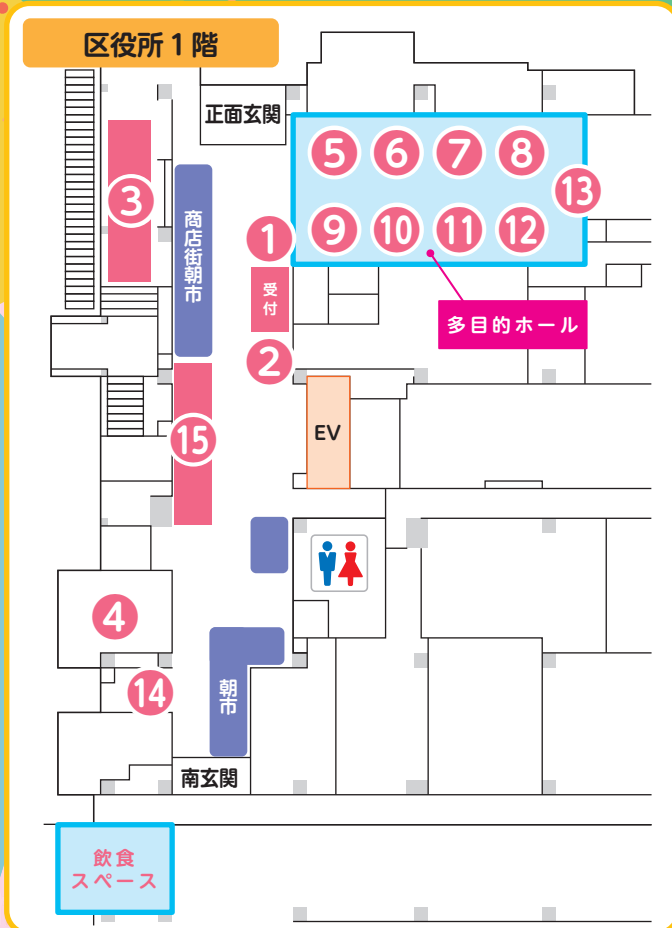 区役所1階
正面玄関
③
商店街朝市
①
受付
②
⑤ ⑥ ⑦ ⑧
⑬
⑨ ⑩ ⑪ ⑫
多目的ホール
⑮
EV
④
⑭
朝市
南玄関
飲食
スペース